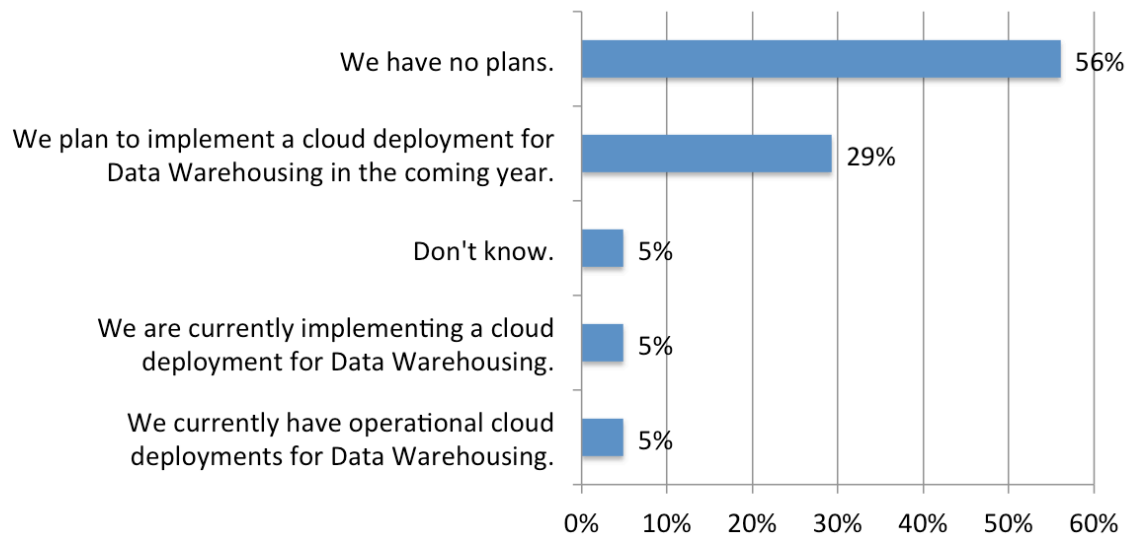 We have no plans.
56%
We plan to implement a cloud deployment for
Data Warehousing in the coming year.
29%
Don't know.
5%
We are currently implementing a cloud
deployment for Data Warehousing.
5%
We currently have operational cloud
deployments for Data Warehousing.
5%
0% 10% 20% 30% 40% 50% 60%